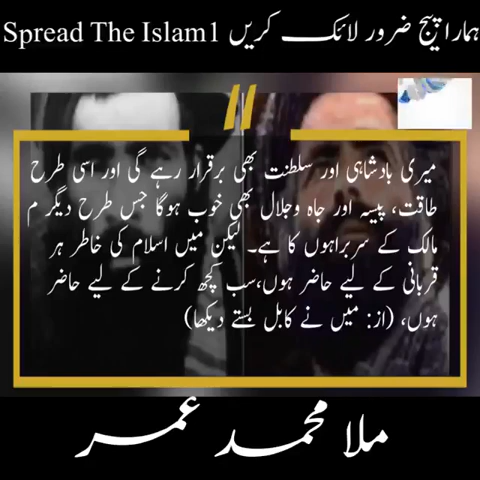 ہمارا پیج ضرور لائک کریں Spread The Islam1
میری بادشاہی اور سلطنت بھی برقرار رہے گی اور اسی طرح
طاقت، پیسہ اور جاہ وجلال بھی خوب ہوگا جس طرح دیگر م
مالک کے سربراہوں کا ہے۔ لیکن میں اسلام کی خاطر ہر
قربانی کے لیے حاضر ہوں،سب کچھ کرنے کے لیے حاضر
ہوں، (از: میں نے کابل بستے دیکھا)
ملا محمد عمر